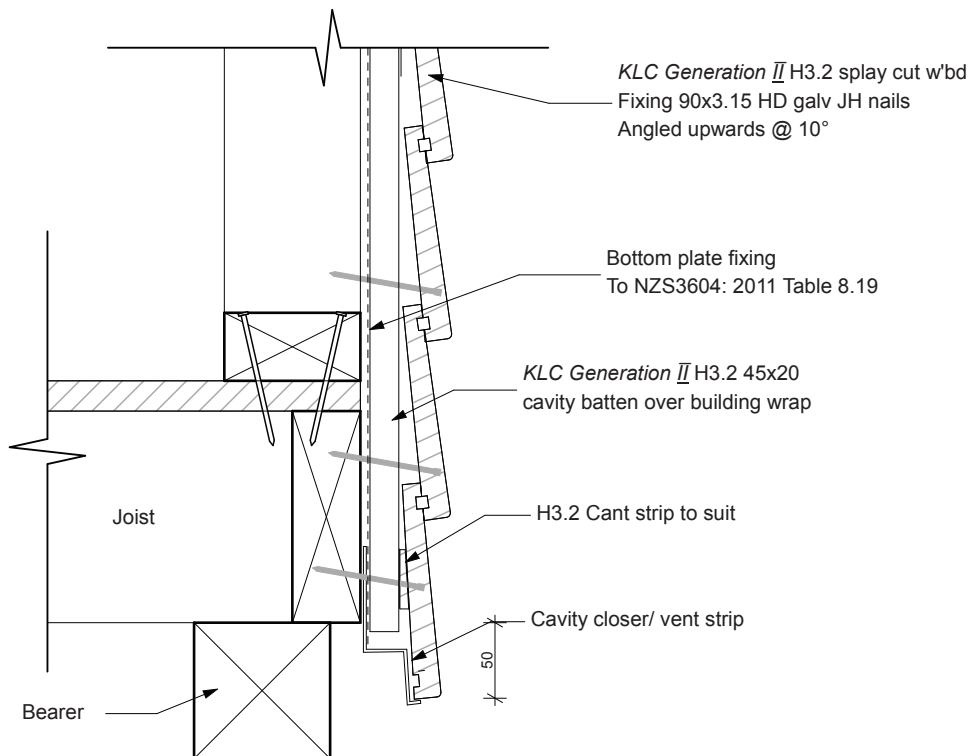 KLC Generation II H3.2 splay cut w'bd
Fixing 90x3.15 HD galv JH nails
Angled upwards @ 10°
Bottom plate fixing
To NZS3604: 2011 Table 8.19
KLC Generation II H3.2 45x20
cavity batten over building wrap
Joist
H3.2 Cant strip to suit
Cavity closer/ vent strip
50
Bearer